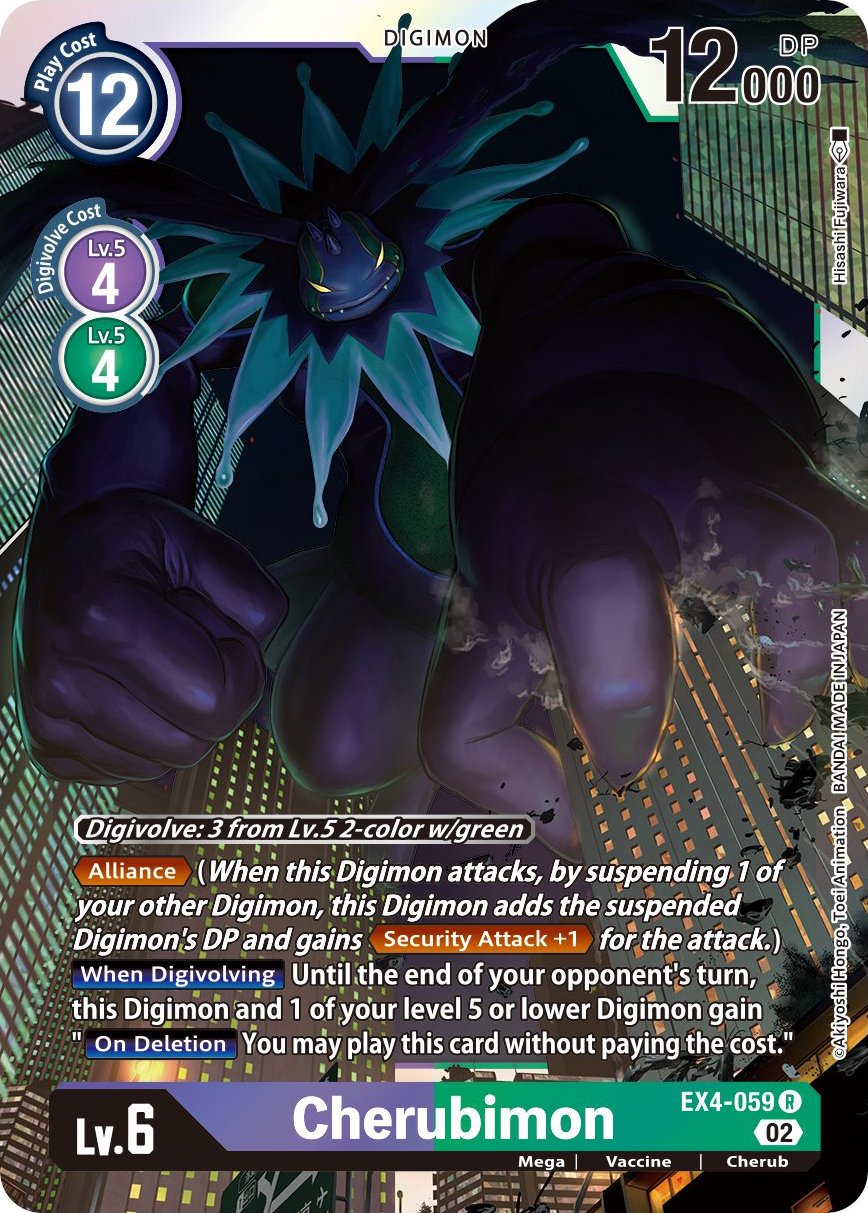 DIGIMON
Play Cost
12
DP
12000
Digivolve Cost
Lv.5
4
Lv.5
4
Hisashi Fujiwara
Digivolve: 3 from Lv.5 2-color w/green
Alliance (When this Digimon attacks, by suspending 1 of
your other Digimon, this Digimon adds the suspended
Digimon's DP and gains Security Attack +1 for the attack.)
When Digivolving Until the end of your opponent's turn,
this Digimon and 1 of your level 5 or lower Digimon gain
" On Deletion You may play this card without paying the cost."
©Akiyoshi Hongo, Toei Animation BANDAI MADE IN JAPAN
Lv.6
Cherubimon
EX4-059 R
02
Mega | Vaccine | Cherub